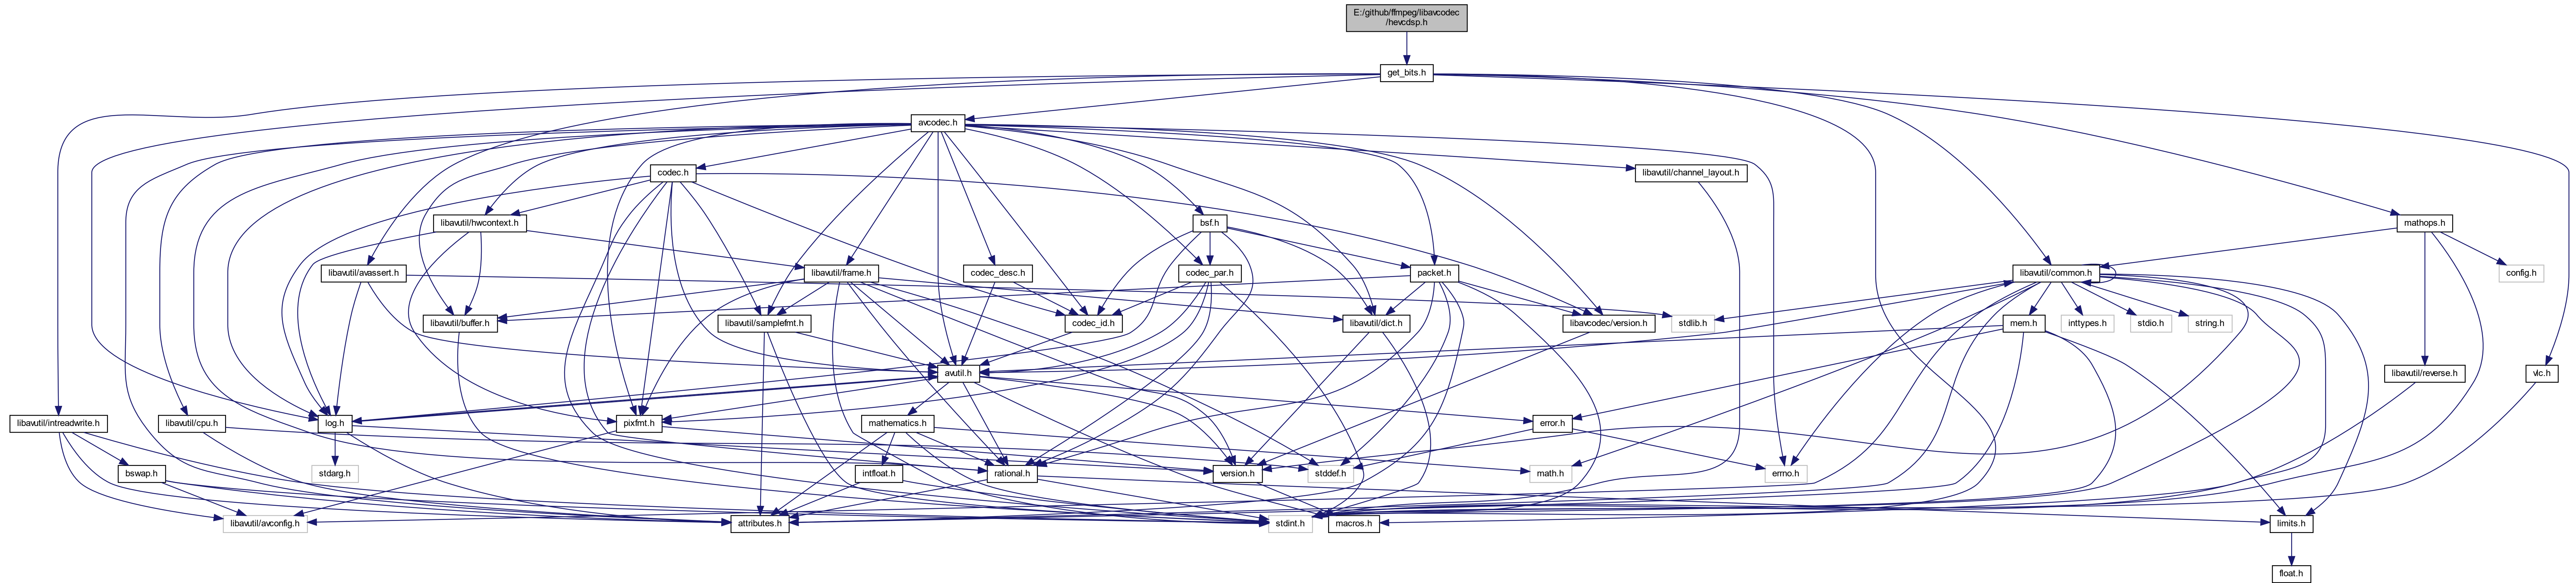 E:/github/ffmpeg/libavcodec
/hevcdsp.h
get_bits.h
avcodec.h
codec.h
libavutil/channel_layout.h
libavutil/hwcontext.h
bsf.h
mathops.h
libavutil/avassert.h
libavutil/frame.h
codec_desc.h
codec_par.h
packet.h
libavutil/common.h
config.h
libavutil/buffer.h
libavutil/samplefmt.h
codec_id.h
libavutil/dict.h
libavcodec/version.h
stdlib.h
mem.h
inttypes.h
stdio.h
string.h
avutil.h
libavutil/reverse.h
vlc.h
libavutil/intreadwrite.h
libavutil/cpu.h
log.h
pixfmt.h
mathematics.h
error.h
bswap.h
stdarg.h
intfloat.h
rational.h
version.h
stddef.h
math.h
errno.h
libavutil/avconfig.h
attributes.h
stdint.h
macros.h
limits.h
float.h